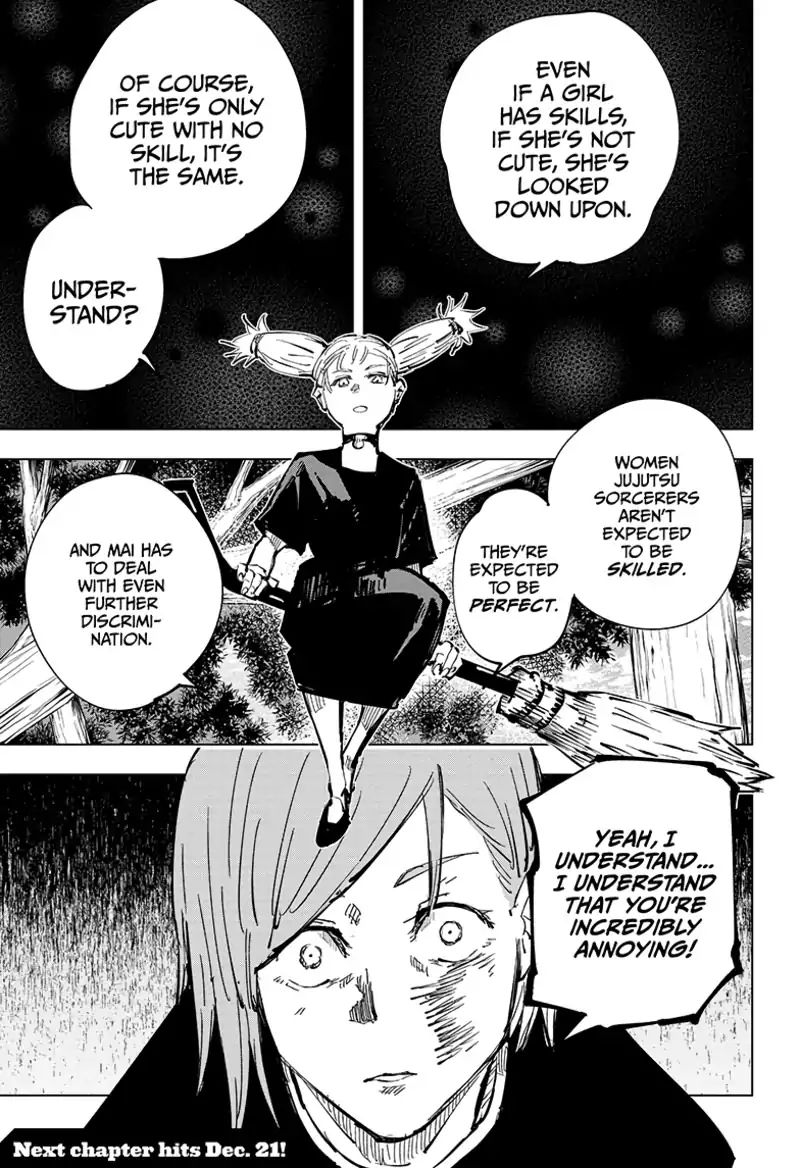 EVEN
IF A GIRL
HAS SKILLS,
IF SHE'S NOT
CUTE, SHE'S
LOOKED
DOWN UPON.
OF COURSE,
IF SHE'S ONLY
CUTE WITH NO
SKILL, IT'S
THE SAME.
UNDER-
STAND?
WOMEN
JUJUTSU
SORCERERS
AREN'T
EXPECTED
TO BE
SKILLED.
THEY'RE
EXPECTED
TO BE
PERFECT.
AND MAI HAS
TO DEAL
WITH EVEN
FURTHER
DISCRIMI-
NATION.
YEAH, I
UNDERSTAND...
I UNDERSTAND
THAT YOU'RE
INCREDIBLY
ANNOYING!
Next chapter hits Dec. 21!